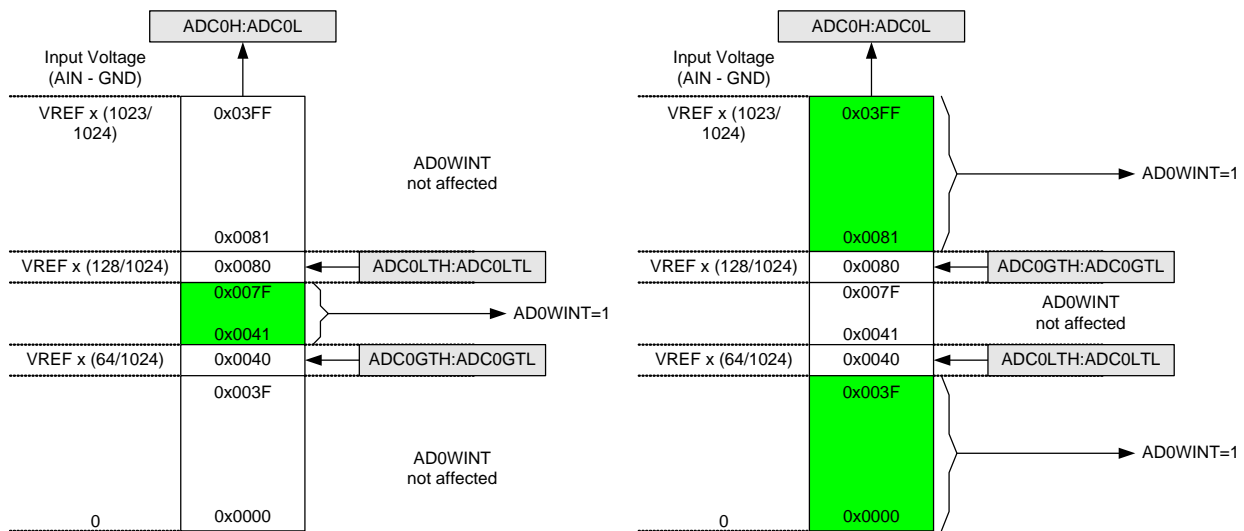 ADC0H:ADC0L
Input Voltage
(AIN - GND)
VREF x (1023/
1024)
0x03FF
AD0WINT
not affected
0x0081
VREF x (128/1024)
0x0080
ADC0LTH:ADC0LTL
0x007F
AD0WINT=1
0x0041
VREF x (64/1024)
0x0040
ADC0GTH:ADC0GTL
0x003F
AD0WINT
not affected
0
0x0000
ADC0H:ADC0L
Input Voltage
(AIN - GND)
VREF x (1023/
1024)
0x03FF
AD0WINT=1
0x0081
VREF x (128/1024)
0x0080
ADC0GTH:ADC0GTL
0x007F
AD0WINT
not affected
0x0041
VREF x (64/1024)
0x0040
ADC0LTH:ADC0LTL
0x003F
AD0WINT=1
0
0x0000